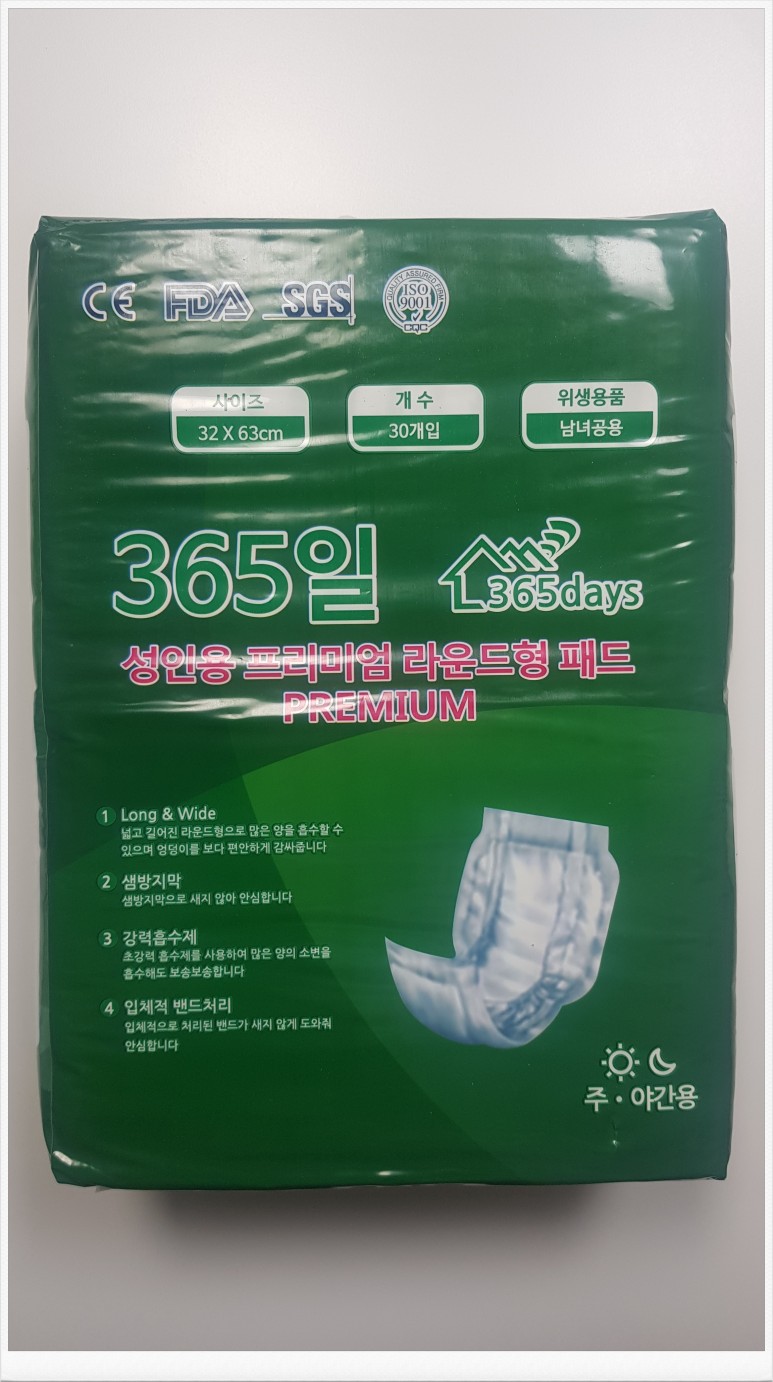 CE FDA SGS QUALITY ASSURED FIRM ISO 9001
사이즈 개수 위생용품
32 X 63cm 30개입 남녀공용
365일 365days
성인용 프리미엄 라운드형 패드
PREMIUM
1 Long & Wide
넓고 길어진 라운드형으로 많은 양을 흡수할 수
있으며 엉덩이를 보다 편안하게 감싸줍니다
2 샘방지막
샘방지막으로 새지 않아 안심합니다
3 강력흡수제
초강력 흡수제를 사용하여 많은 양의 소변을
흡수해도 보송보송합니다
4 입체적 밴드처리
입체적으로 처리된 밴드가 새지 않게 도와줘
안심합니다
주·야간용